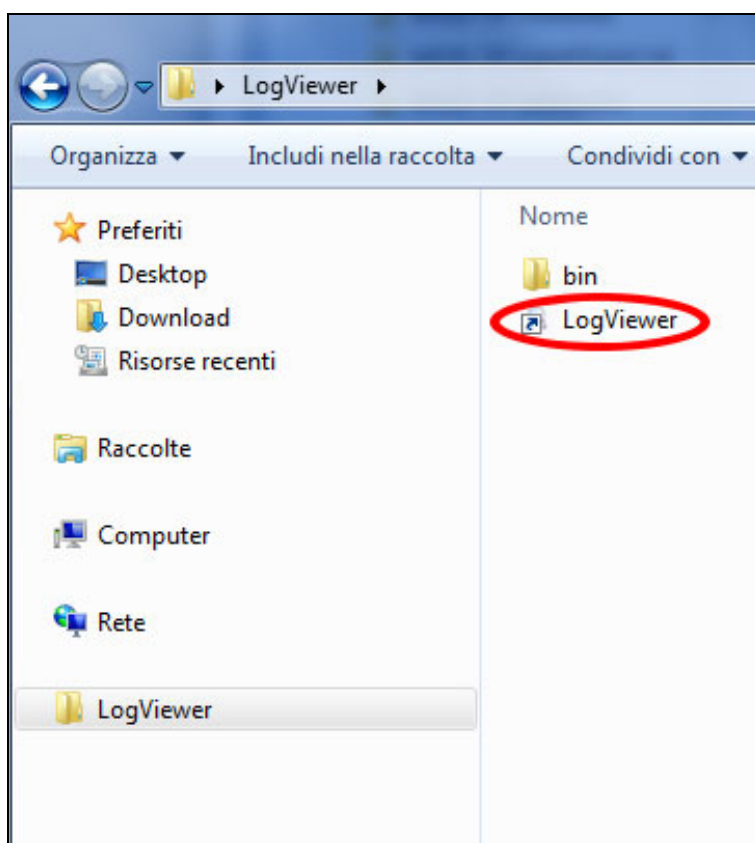 LogViewer
Organizza Includi nella raccolta Condividi con
Preferiti
Desktop
Download
Risorse recenti
Raccolte
Computer
Rete
LogViewer
Nome
bin
LogViewer